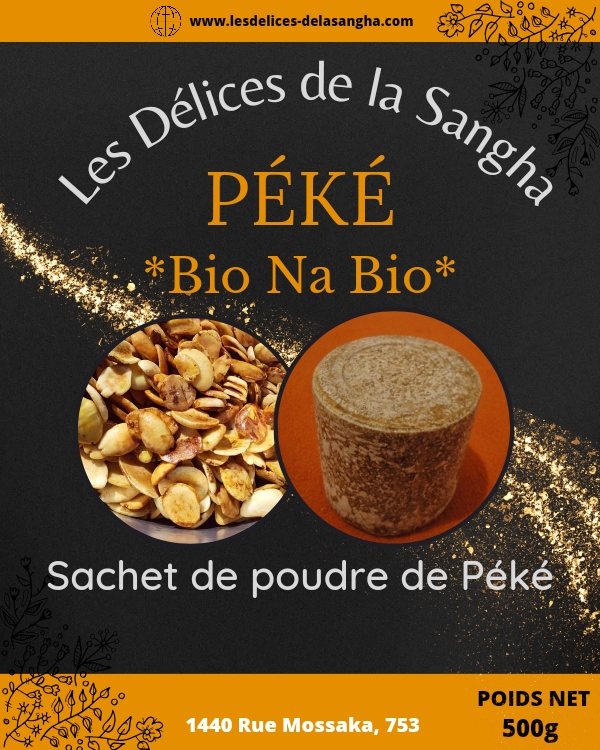 www.lesdelices-delasangha.com
Les Délices de la Sangha
PÉKÉ
*Bio Na Bio*
Sachet de poudre de Péké
1440 Rue Mossaka, 753
POIDS NET
500g